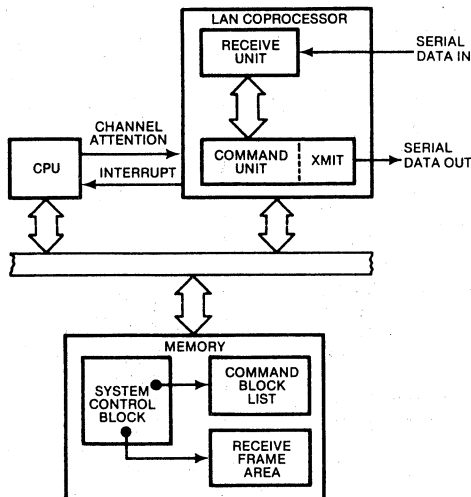 LAN COPROCESSOR
RECEIVE
UNIT
SERIAL
DATA IN
CHANNEL
ATTENTION
CPU
INTERRUPT
COMMAND
UNIT
XMIT
SERIAL
DATA OUT
MEMORY
SYSTEM
CONTROL
BLOCK
COMMAND
BLOCK
LIST
RECEIVE
FRAME
AREA